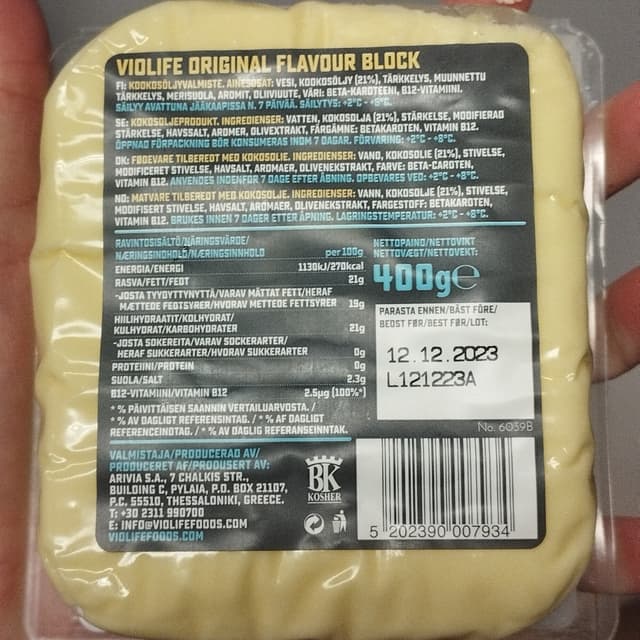 VIOLIFE ORIGINAL FLAVOUR BLOCK
FI: KOOKOSÖLJYVALMISTE. AINESOSAT: VESI, KOOKOSÖLJY (21%), TÄRKKELYS, MUUNNETTU
TÄRKKELYS, MERISUOLA, AROMIT, OLIIVIUUTE, VÄRI: BETA-KAROTEENI, B12-VITAMIINI.
SÄILYY AVATTUNA JÄÄKAAPISSA N. 7 PÄIVÄÄ. SÄILYTYS: +2°C - +8°C.
SE: KOKOSOLJEPRODUKT. INGREDIENSER: VATTEN, KOKOSOLJA (21%), STÄRKELSE, MODIFIERAD
STÄRKELSE, HAVSSALT, AROMER, OLIVEXTRAKT, FÄRGÄMNE: BETAKAROTEN, VITAMIN B12.
ÖPPNAD FÖRPACKNING BÖR KONSUMERAS INOM 7 DAGAR. FÖRVARING: +2°C - +8°C.
DK: FØDEVARE TILBEREDT MED KOKOSOLIE. INGREDIENSER: VAND, KOKOSOLIE (21%), STIVELSE,
MODIFICERET STIVELSE, HAVSALT, AROMAER, OLIVENEKSTRAKT, FARVE: BETA-CAROTEN,
VITAMIN B12. ANVENDES INDENFOR 7 DAGE EFTER ÅBNING. OPBEVARES VED: +2°C - +8°C.
NO: MATVARE TILBEREDT MED KOKOSOLJE. INGREDIENSER: VANN, KOKOSOLJE (21%), STIVELSE,
MODIFISERT STIVELSE, HAVSALT, AROMAER, OLIVENEKSTRAKT, FARGESTOFF: BETAKAROTEN,
VITAMIN B12. BRUKES INNEN 7 DAGER ETTER ÅPNING. LAGRINGSTEMPERATUR: +2°C - +8°C.
RAVINTOSISÄLTÖ/NÄRINGSVÄRDE/
NÆRINGSINDHOLD/NÆRINGSINNHOLD per 100g
ENERGIA/ENERGI 1130kJ/270kcal
RASVA/FETT/FEDT 21g
-JOSTA TYYDYTTYNYTTÄ/VARAV MÄTTAT FETT/HERAF
MÆTTEDE FEDTSYRER/HVORAV METTEDE FETTSYRER 19g
HIILIHYDRAATIT/KOLHYDRAT/
KULHYDRAT/KARBOHYDRATER 21g
-JOSTA SOKEREITA/VARAV SOCKERARTER/
HERAF SUKKERARTER/HVORAV SUKKERARTER 0g
PROTEIINI/PROTEIN 0g
SUOLA/SALT 2.3g
B12-VITAMIINI/VITAMIN B12 2.5µg (100%*)
* % PÄIVITTÄISEN SAANNIN VERTAILUARVOSTA. /
* % AV DAGLIGT REFERENSINTAG. / * % AF DAGLIGT
REFERENCEINDTAG. / * % AV DAGLIG REFERANSEINNTAK.
NETTOPAINO/NETTOVIKT
NETTOVÆGT/NETTOVEKT:
400g℮
PARASTA ENNEN/BÄST FÖRE/
BEDST FØR/BEST FØR/LOT:
12.12.2023
L121223A
No. 6039B
VALMISTAJA/PRODUCERAD AV/
PRODUCERET AF/PRODUSERT AV:
ARIVIA S.A., 7 CHALKIS STR.,
BUILDING C, PYLAIA, P.O. BOX 21107,
P.C. 55510, THESSALONIKI, GREECE.
T: +30 2311 990700
E: INFO@VIOLIFEFOODS.COM
VIOLIFEFOODS.COM
BK
KOSHER
5 202390 007934